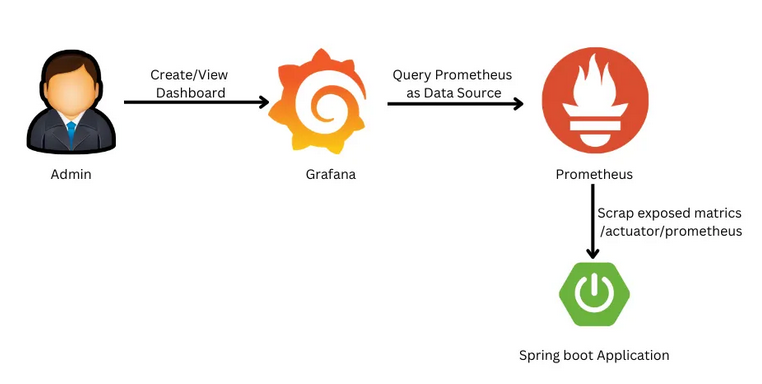 Create/View
Dashboard
Query Prometheus
as Data Source
Admin
Grafana
Prometheus
Scrap exposed matrics
/actuator/prometheus
Spring boot Application